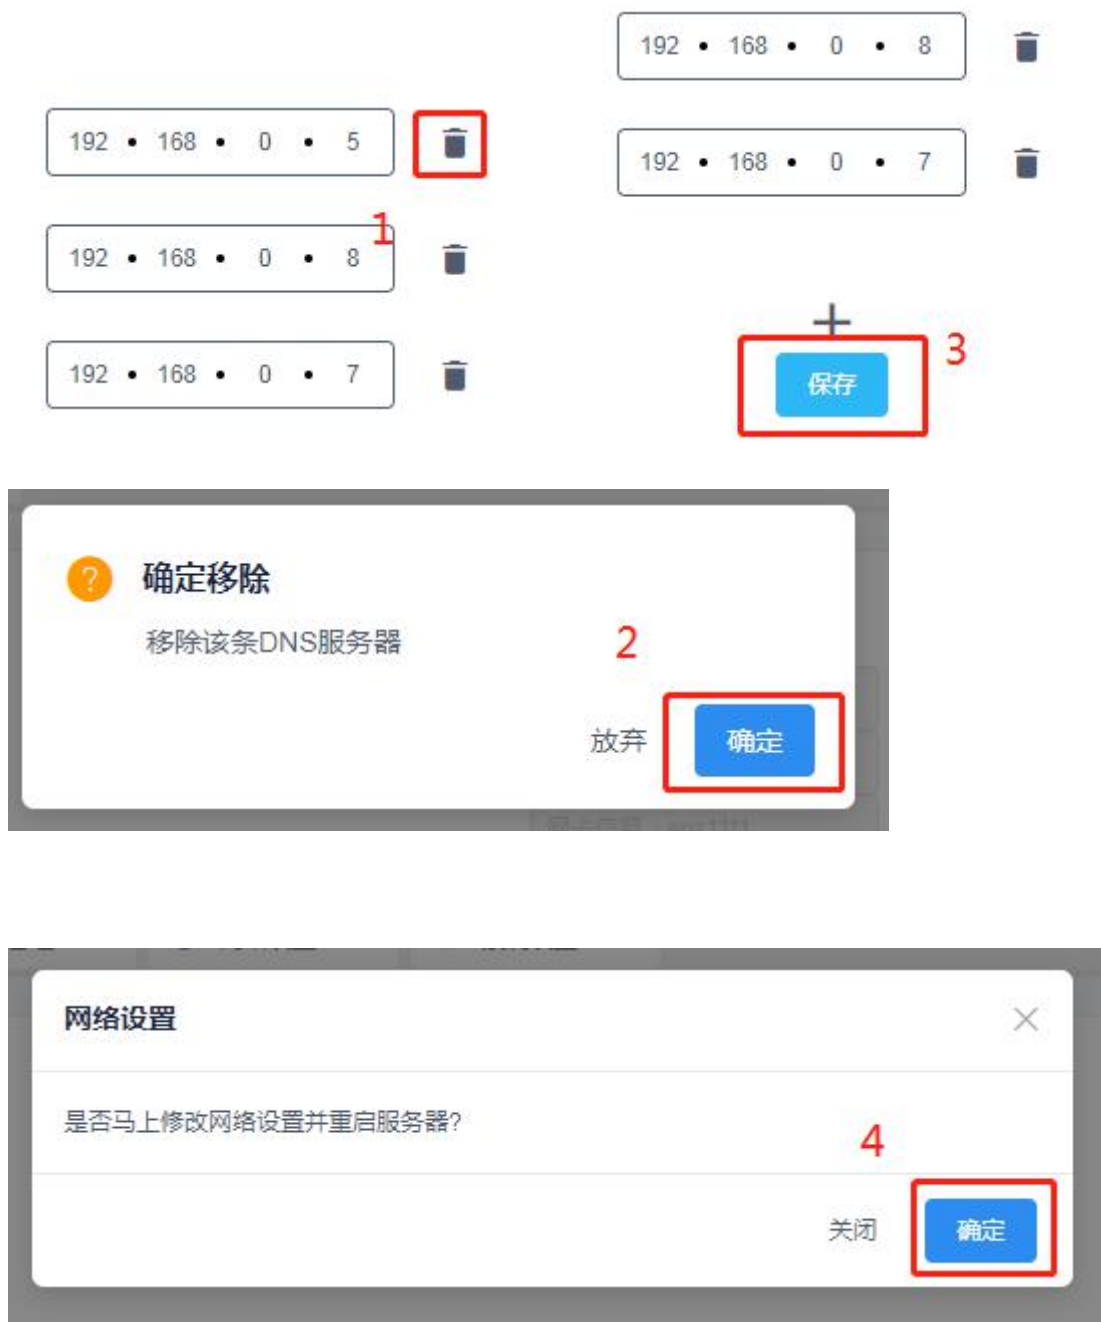 192 • 168 • 0 • 8
192 • 168 • 0 • 5
192 • 168 • 0 • 7
1
192 • 168 • 0 • 8
3
192 • 168 • 0 • 7
保存
确定移除
移除该条DNS服务器
2
放弃 确定
网络设置
是否马上修改网络设置并重启服务器?
4
关闭 确定